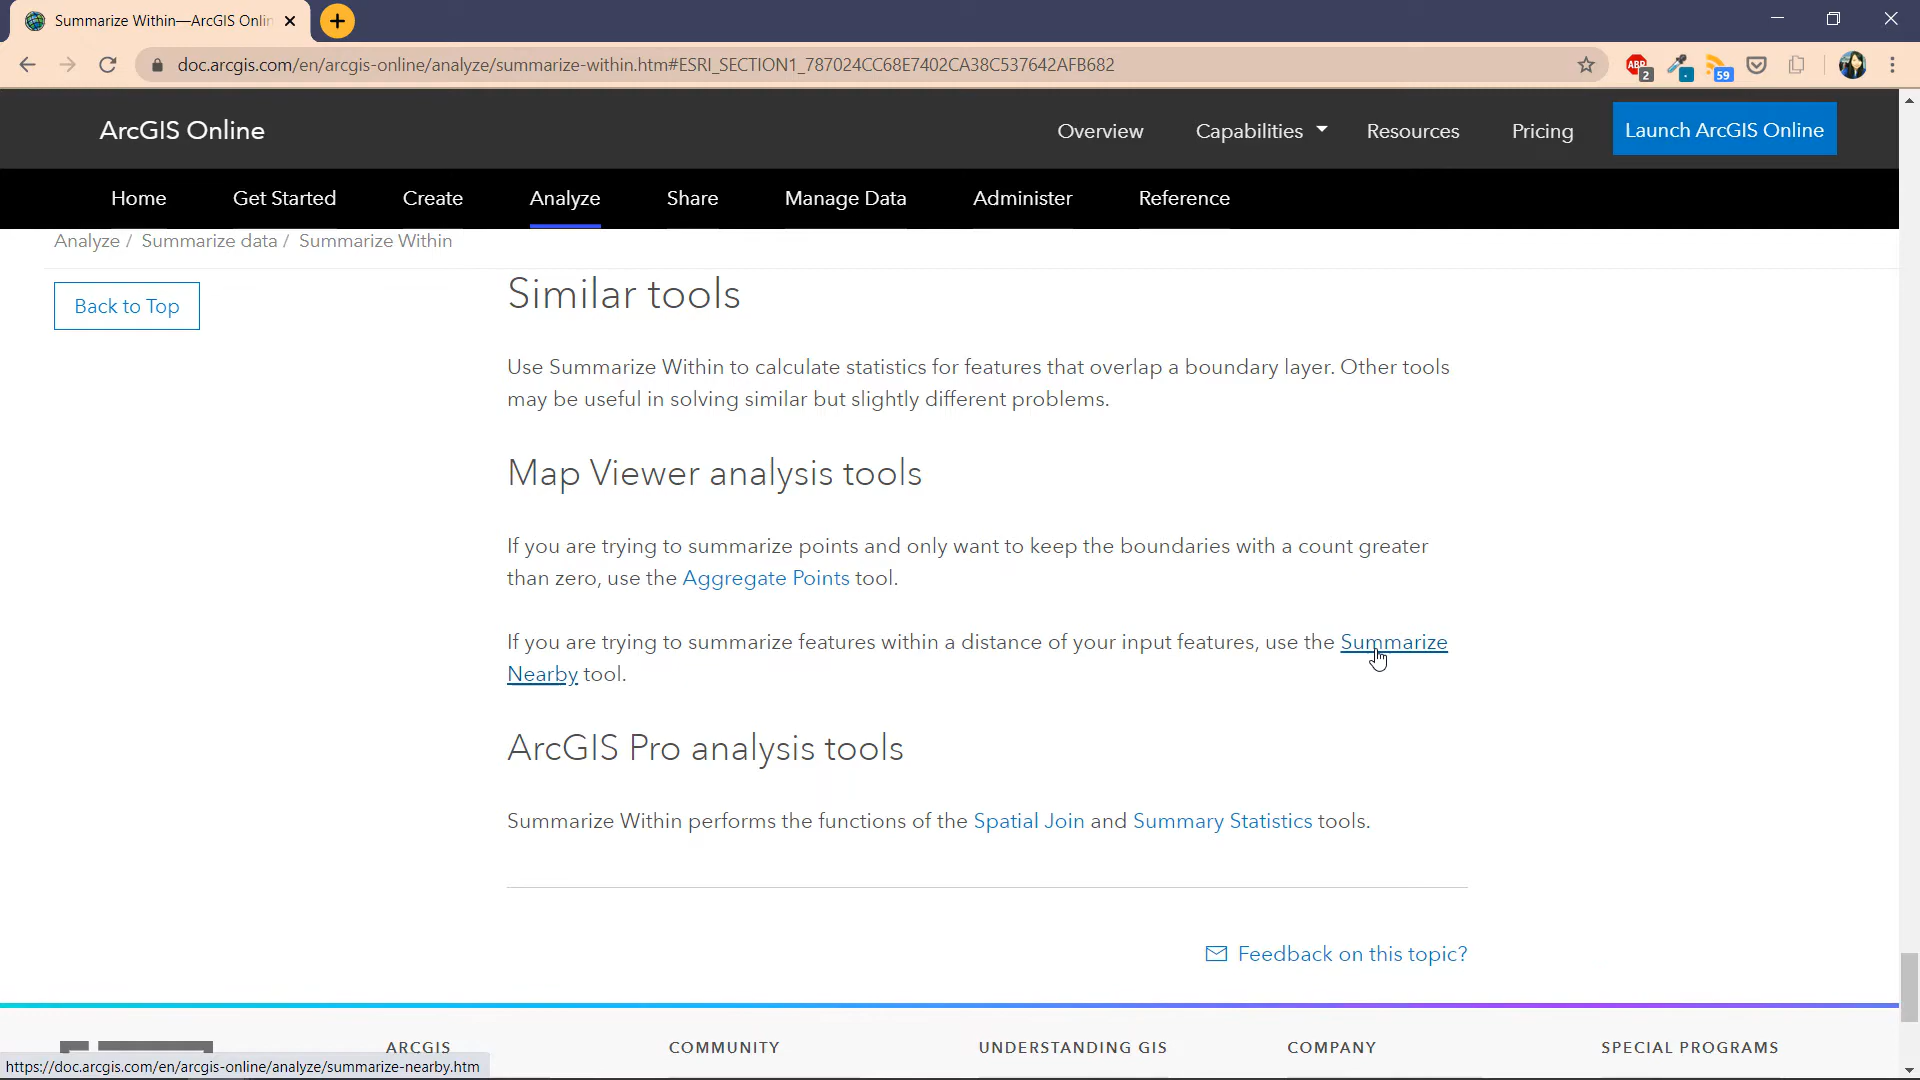 Summarize Within—ArcGIS Onlin
doc.arcgis.com/en/arcgis-online/analyze/summarize-within.htm#ESRI_SECTION1_787024CC68E7402CA38C537642AFB682
ABP 2
59
ArcGIS Online
Overview Capabilities Resources Pricing Launch ArcGIS Online
Home Get Started Create Analyze Share Manage Data Administer Reference
Analyze / Summarize data / Summarize Within
Back to Top
Similar tools
Use Summarize Within to calculate statistics for features that overlap a boundary layer. Other tools
may be useful in solving similar but slightly different problems.
Map Viewer analysis tools
If you are trying to summarize points and only want to keep the boundaries with a count greater
than zero, use the Aggregate Points tool.
If you are trying to summarize features within a distance of your input features, use the Summarize
Nearby tool.
ArcGIS Pro analysis tools
Summarize Within performs the functions of the Spatial Join and Summary Statistics tools.
Feedback on this topic?
ARCGIS COMMUNITY UNDERSTANDING GIS COMPANY SPECIAL PROGRAMS
https://doc.arcgis.com/en/arcgis-online/analyze/summarize-nearby.htm